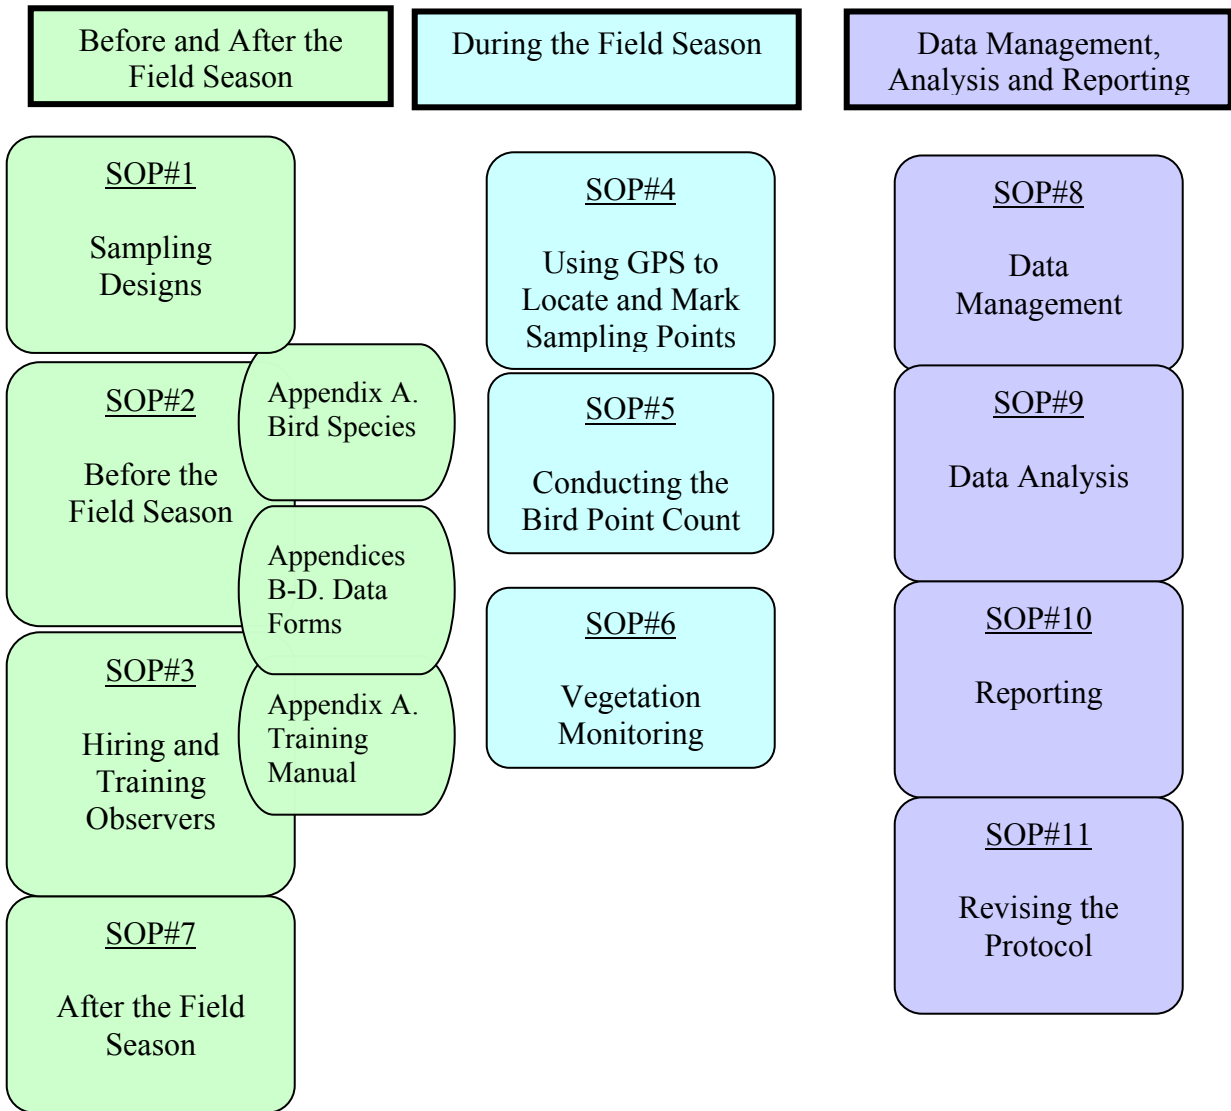 Before and After the
Field Season
During the Field Season
Data Management,
Analysis and Reporting
SOP#1
Sampling
Designs
SOP#2
Before the
Field Season
Appendix A.
Bird Species
Appendices
B-D. Data
Forms
SOP#3
Hiring and
Training
Observers
Appendix A.
Training
Manual
SOP#7
After the Field
Season
SOP#4
Using GPS to
Locate and Mark
Sampling Points
SOP#5
Conducting the
Bird Point Count
SOP#6
Vegetation
Monitoring
SOP#8
Data
Management
SOP#9
Data Analysis
SOP#10
Reporting
SOP#11
Revising the
Protocol